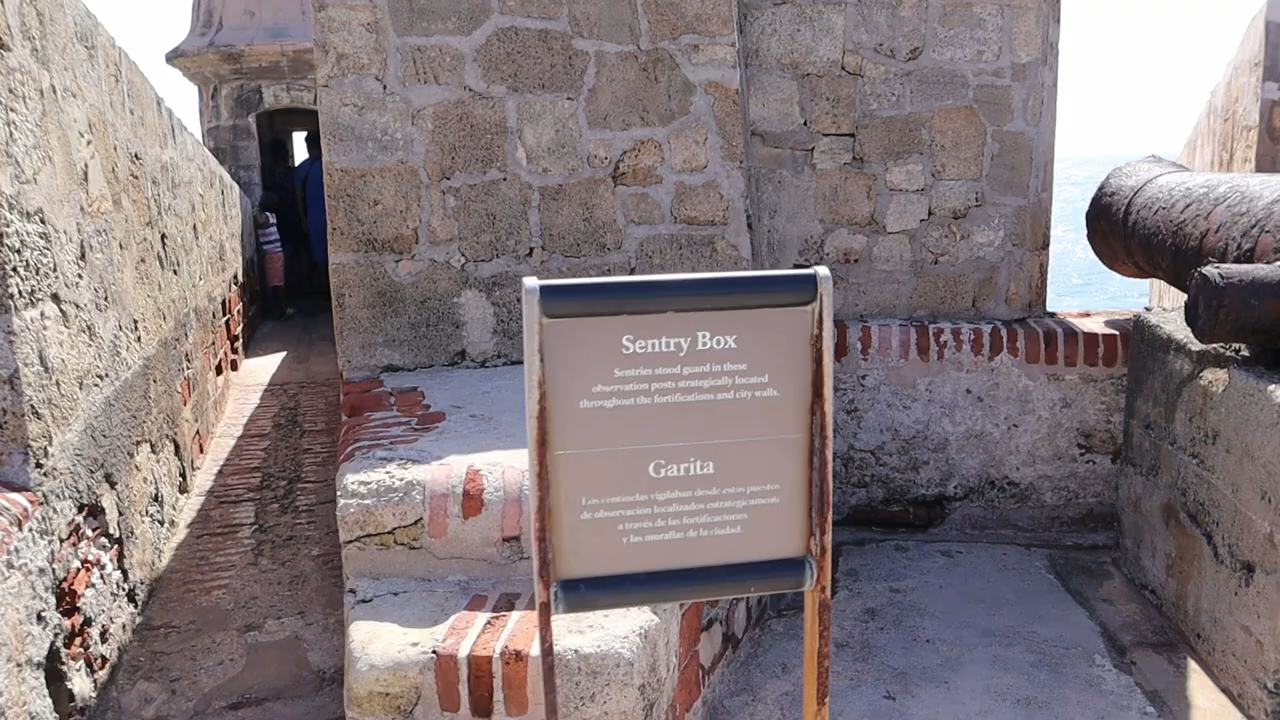 Sentry Box
Sentries stood guard in these
observation posts strategically located
throughout the fortifications and city walls.
Garita
Los centinelas vigilaban desde estos puestos
de observación localizados estrategicamente
a través de las fortificaciones
y las murallas de la ciudad.